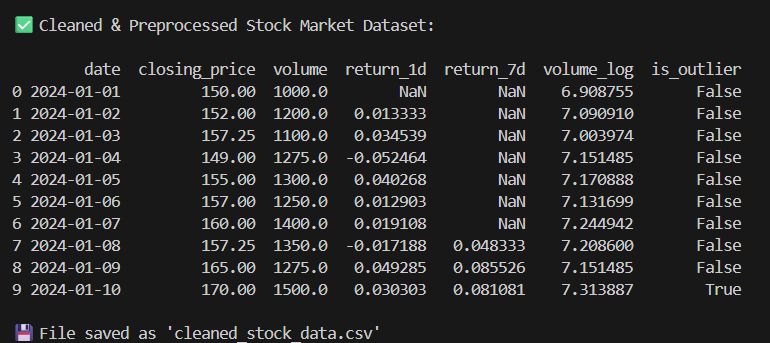 ✅ Cleaned & Preprocessed Stock Market Dataset:
date closing_price volume return_1d return_7d volume_log is_outlier
0 2024-01-01 150.00 1000.0 NaN NaN 6.908755 False
1 2024-01-02 152.00 1200.0 0.013333 NaN 7.090910 False
2 2024-01-03 157.25 1100.0 0.034539 NaN 7.003974 False
3 2024-01-04 149.00 1275.0 -0.052464 NaN 7.151485 False
4 2024-01-05 155.00 1300.0 0.040268 NaN 7.170888 False
5 2024-01-06 157.00 1250.0 0.012903 NaN 7.131699 False
6 2024-01-07 160.00 1400.0 0.019108 NaN 7.244942 False
7 2024-01-08 157.25 1350.0 -0.017188 0.048333 7.208600 False
8 2024-01-09 165.00 1275.0 0.049285 0.085526 7.151485 False
9 2024-01-10 170.00 1500.0 0.030303 0.081081 7.313887 True
💾 File saved as 'cleaned_stock_data.csv'